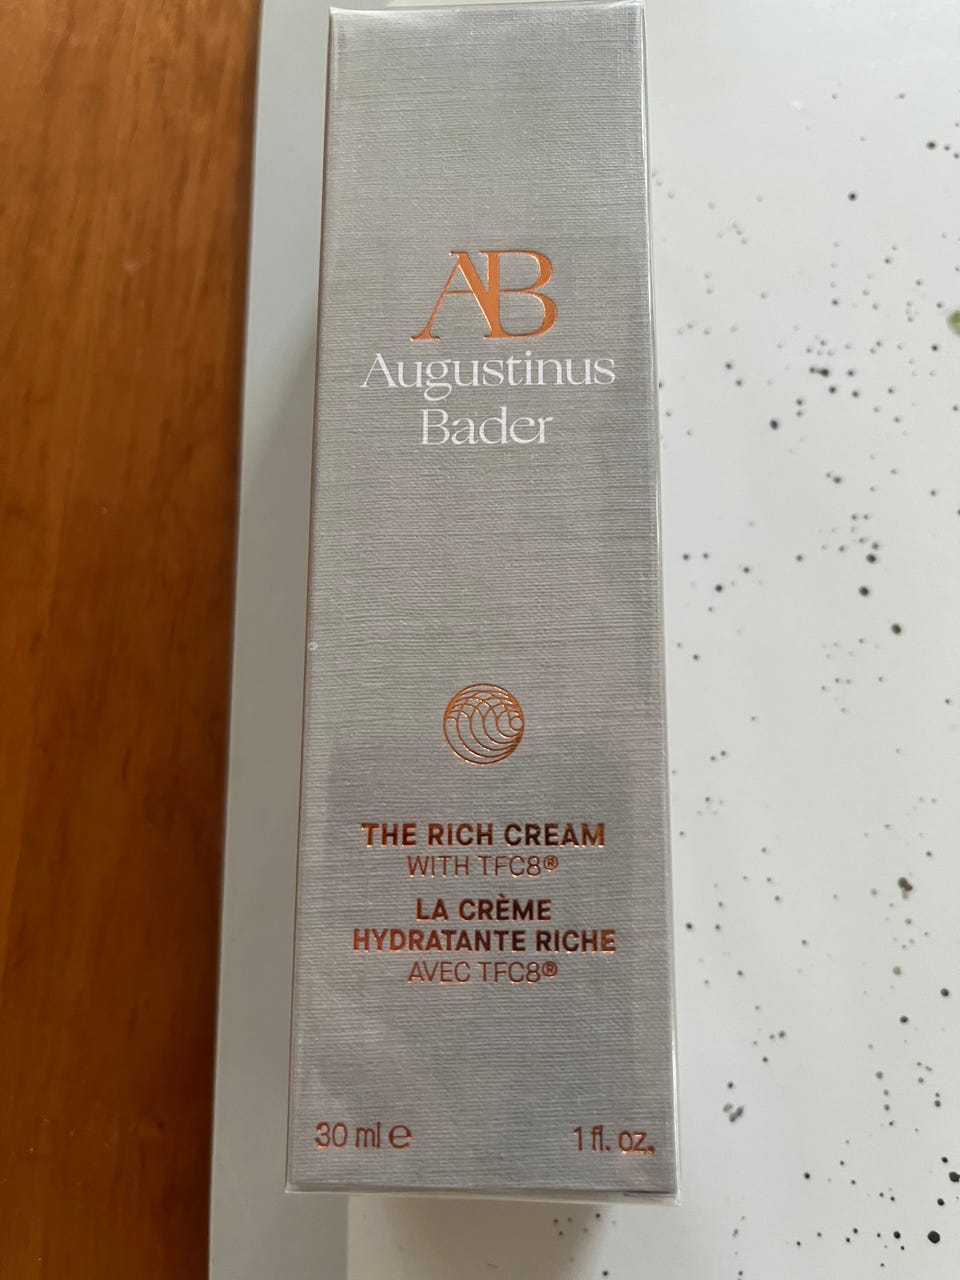 AB
Augustinus
Bader
THE RICH CREAM
WITH TFC8®
LA CRÈME
HYDRATANTE RICHE
AVEC TFC8®
30 ml ℮
1 fl. oz.